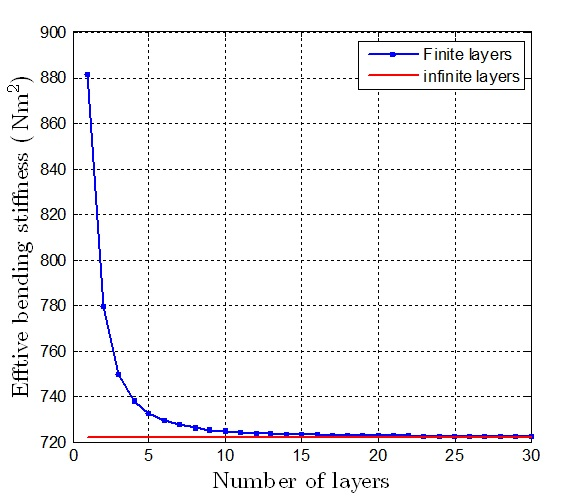 Efftive bending stiffness ( Nm²)
900
880
860
840
820
800
780
760
740
720
Finite layers
infinite layers
0 5 10 15 20 25 30
Number of layers